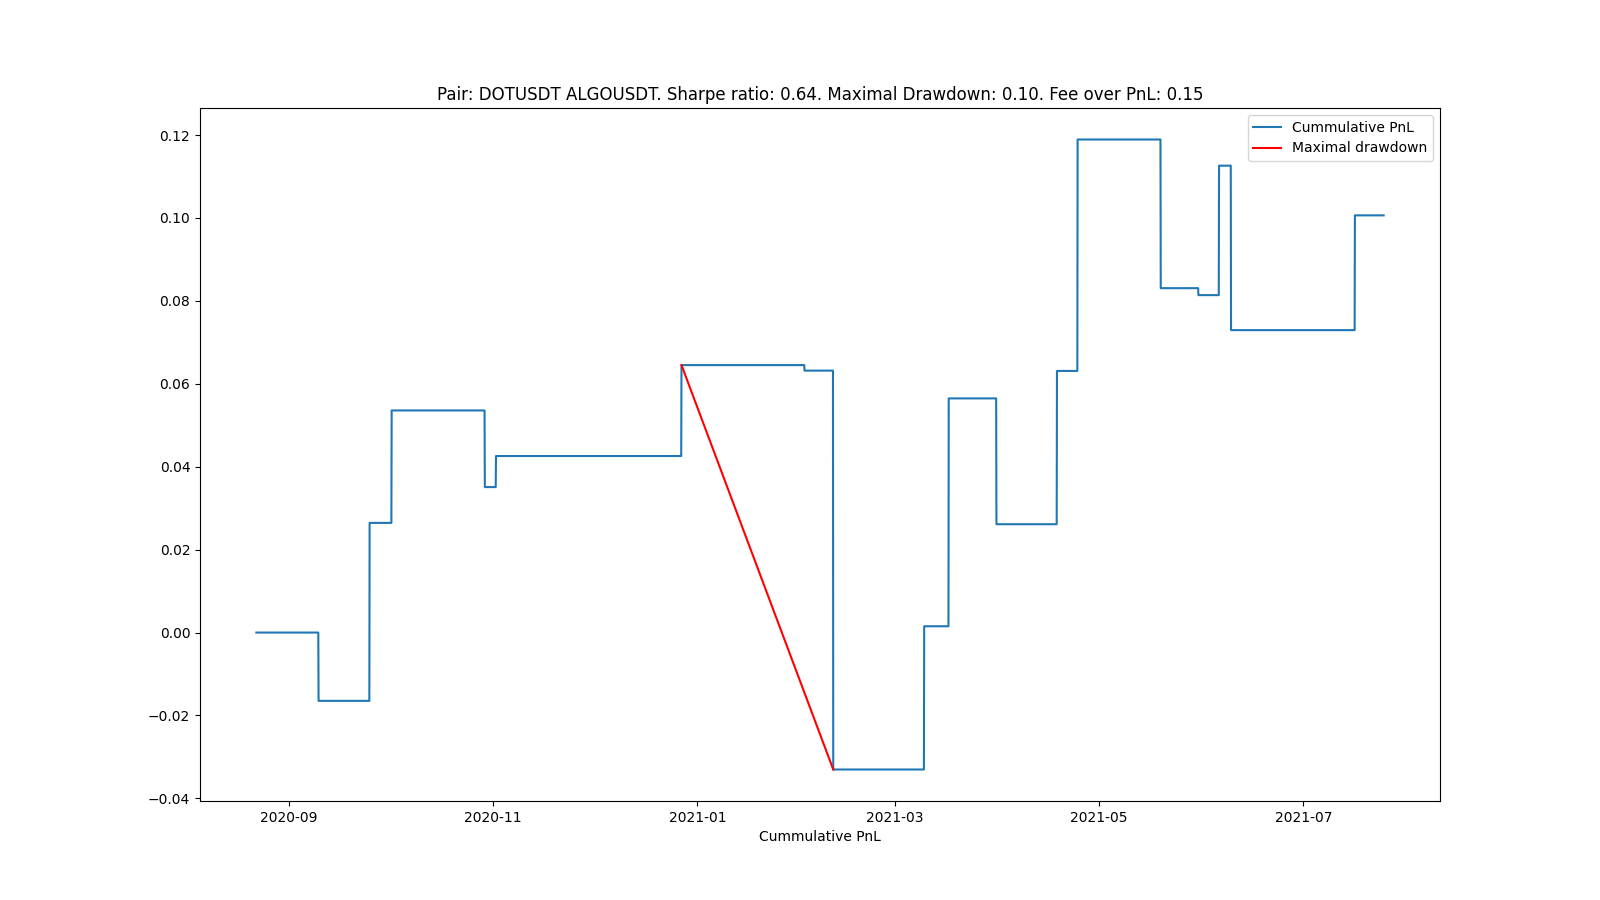 Pair: DOTUSDT ALGOUSDT. Sharpe ratio: 0.64. Maximal Drawdown: 0.10. Fee over PnL: 0.15
Cummulative PnL
Maximal drawdown
0.12
0.10
0.08
0.06
0.04
0.02
0.00
−0.02
−0.04
2020-09 2020-11 2021-01 2021-03 2021-05 2021-07
Cummulative PnL